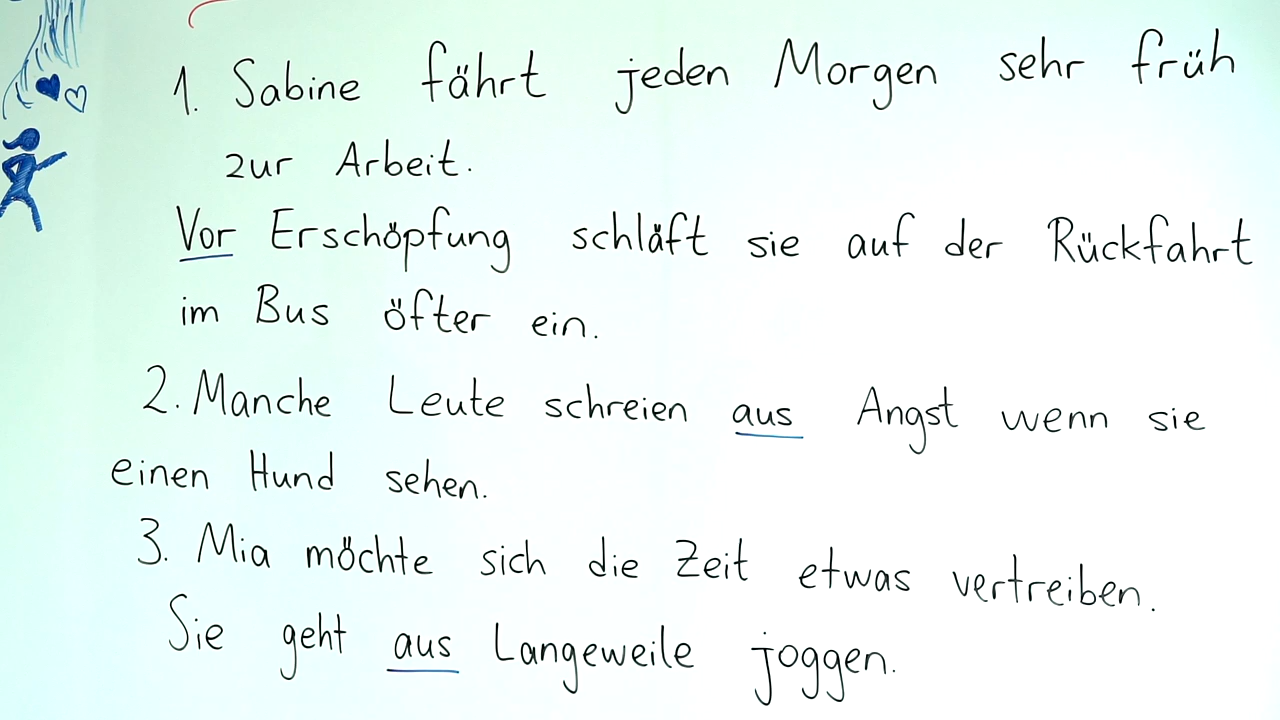 1. Sabine fährt jeden Morgen sehr früh
zur Arbeit.
Vor Erschöpfung schläft sie auf der Rückfahrt
im Bus öfter ein.
2. Manche Leute schreien aus Angst wenn sie
einen Hund sehen.
3. Mia möchte sich die Zeit etwas vertreiben.
Sie geht aus Langeweile joggen.